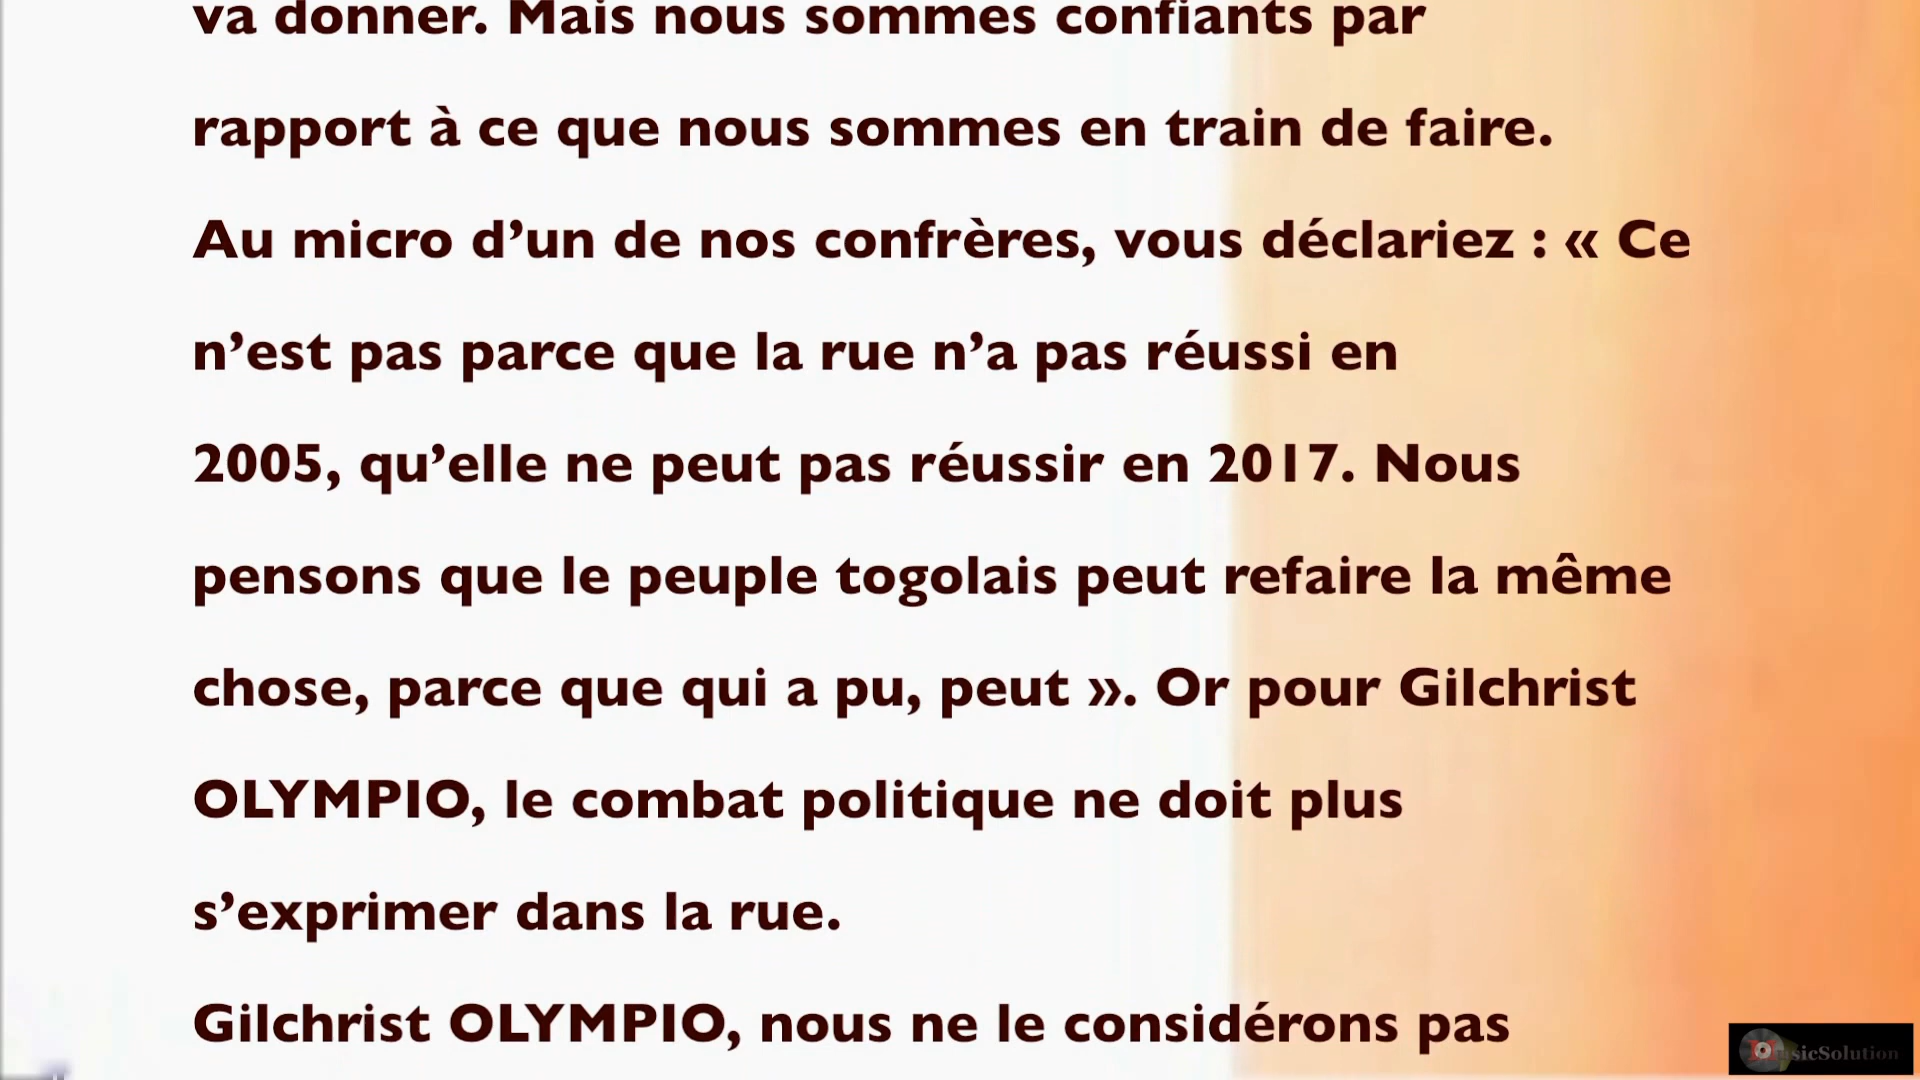 va donner. Mais nous sommes confiants par
rapport à ce que nous sommes en train de faire.
Au micro d’un de nos confrères, vous déclariez : « Ce
n’est pas parce que la rue n’a pas réussi en
2005, qu’elle ne peut pas réussir en 2017. Nous
pensons que le peuple togolais peut refaire la même
chose, parce que qui a pu, peut ». Or pour Gilchrist
OLYMPIO, le combat politique ne doit plus
s’exprimer dans la rue.
Gilchrist OLYMPIO, nous ne le considérons pas
MusicSolution